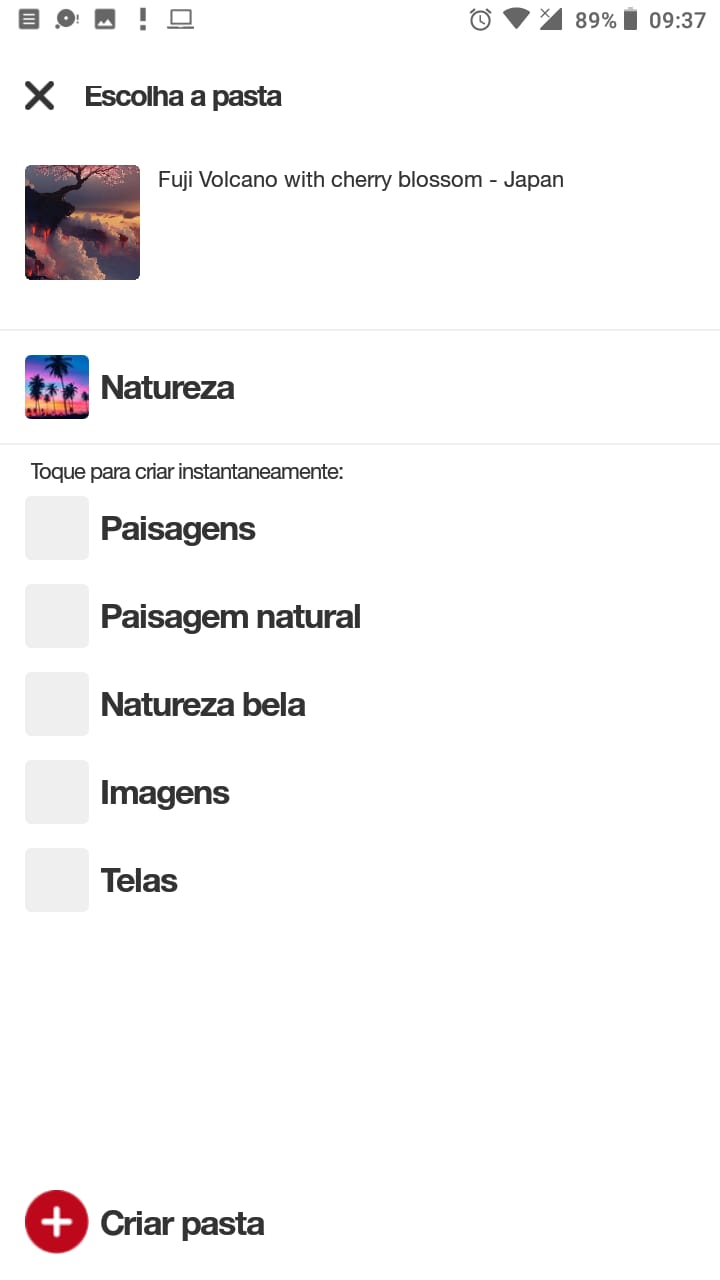 89% 09:37
Escolha a pasta
Fuji Volcano with cherry blossom - Japan
Natureza
Toque para criar instantaneamente:
Paisagens
Paisagem natural
Natureza bela
Imagens
Telas
Criar pasta